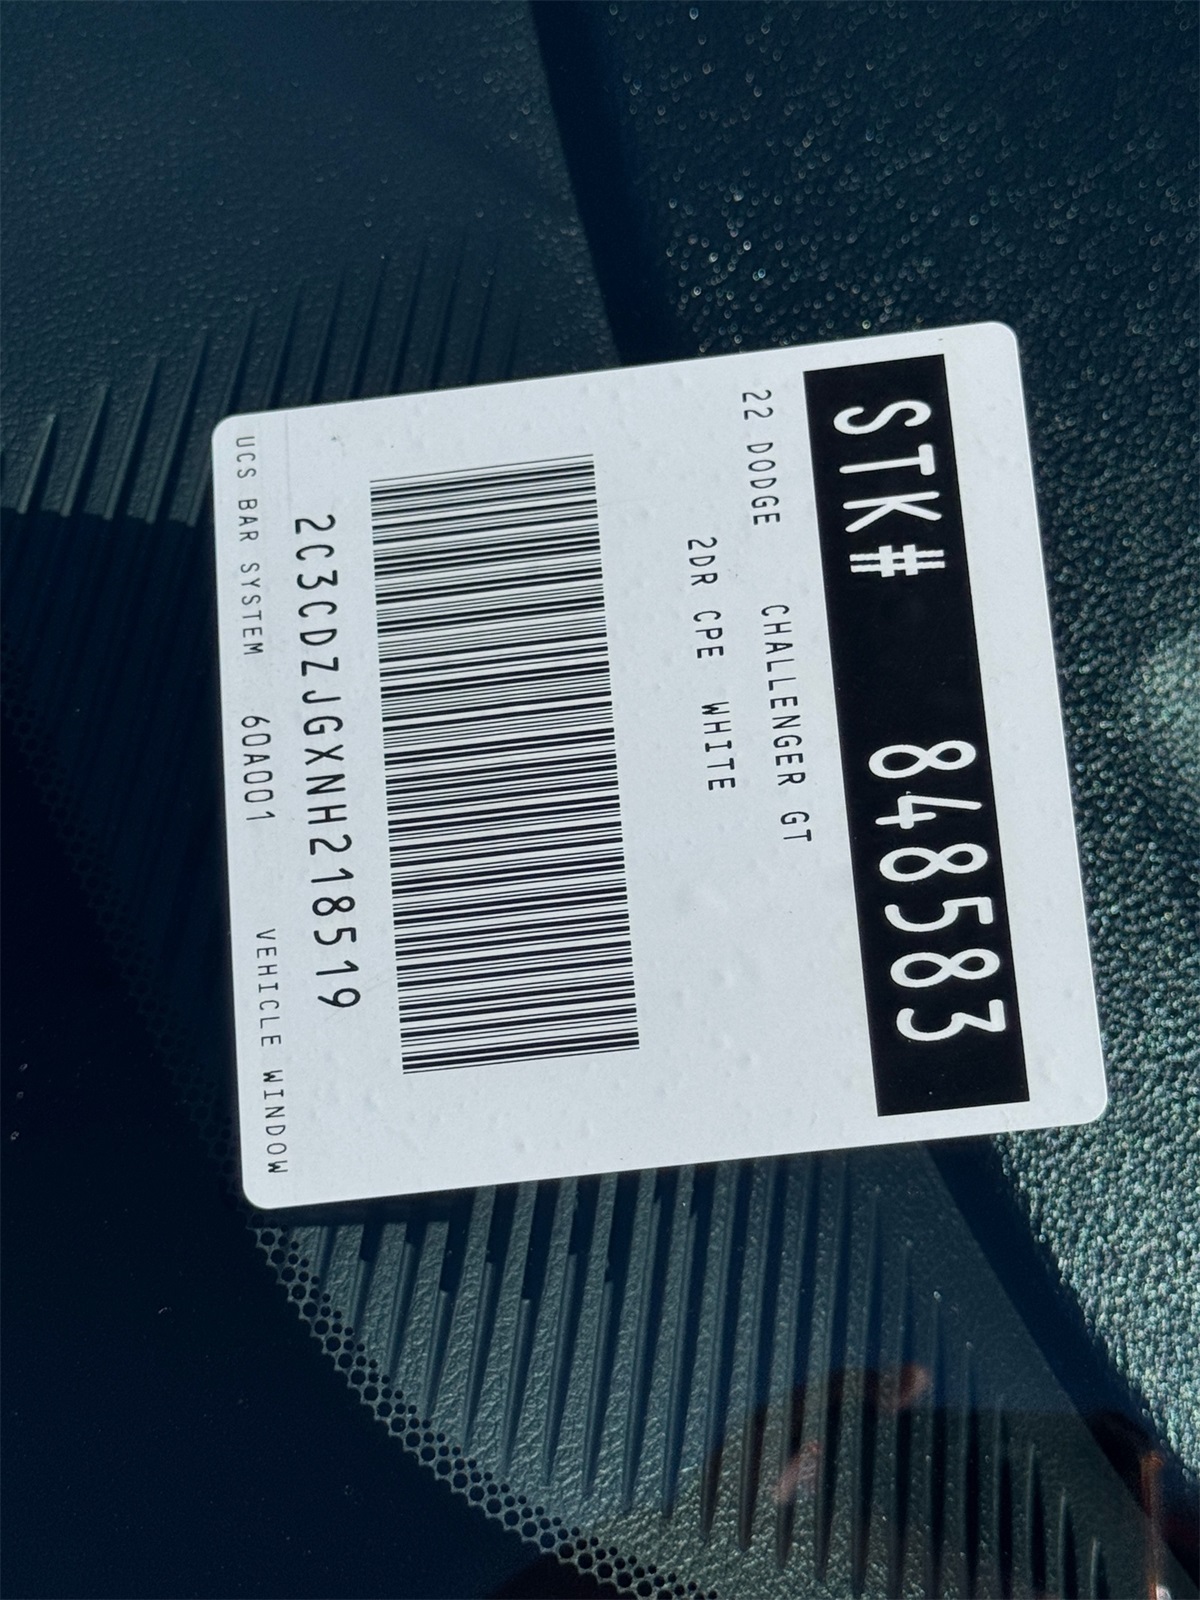 STK# 848583
22 DODGE CHALLENGER GT
2DR CPE WHITE
2C3CDZJGXNH218519
UCS BAR SYSTEM 60A001 VEHICLE WINDOW